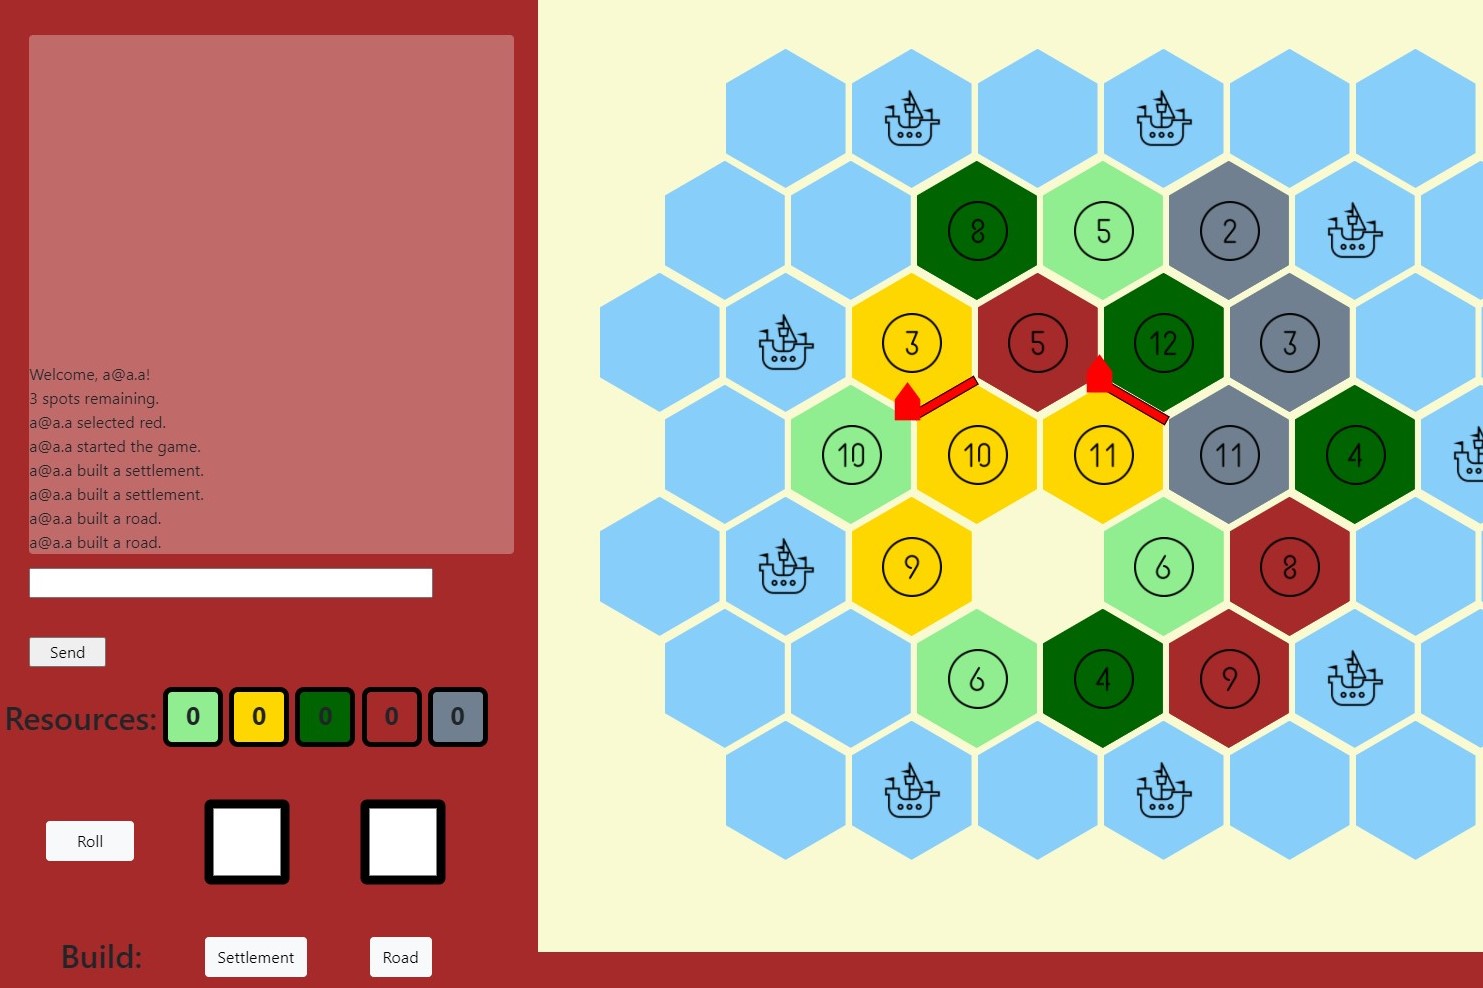 Welcome, a@a.a!
3 spots remaining.
a@a.a selected red.
a@a.a started the game.
a@a.a built a settlement.
a@a.a built a settlement.
a@a.a built a road.
a@a.a built a road.
Send
Resources: 0 0 0 0 0
Roll
Build: Settlement Road
8 5 2
3 5 12 3
10 10 11 11 4
9 6 8
6 4 9